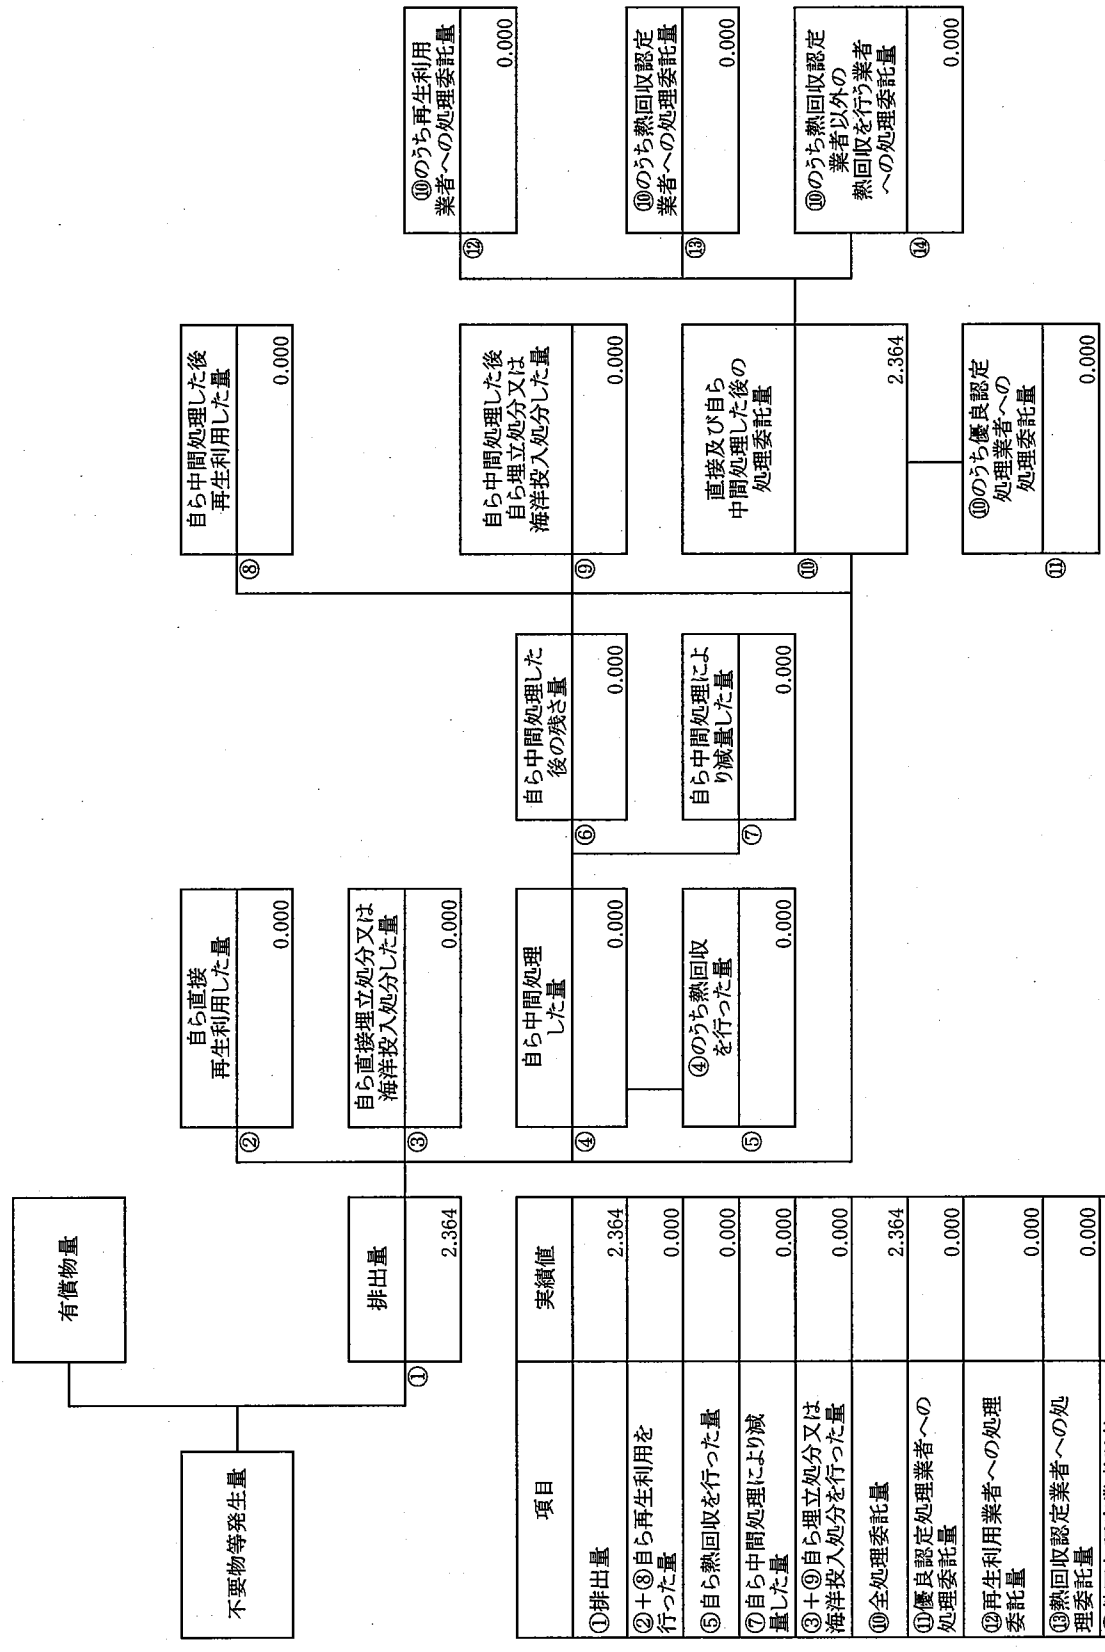 不要物等発生量
有償物量
①
排出量
2.364
②
自ら直接
再生利用した量
0.000
③
自ら直接埋立処分又は
海洋投入処分した量
0.000
④
自ら中間処理
した量
0.000
⑤
④のうち熱回収
を行った量
0.000
⑥
自ら中間処理した
後の残さ量
0.000
⑦
自ら中間処理によ
り減量した量
0.000
⑧
自ら中間処理した後
再生利用した量
0.000
⑨
自ら中間処理した後
自ら埋立処分又は
海洋投入処分した量
0.000
⑩
直接及び自ら
中間処理した後の
処理委託量
2.364
⑪
⑩のうち優良認定
処理業者への
処理委託量
0.000
⑫
⑩のうち再生利用
業者への処理委託量
0.000
⑬
⑩のうち熱回収認定
業者への処理委託量
0.000
⑭
⑩のうち熱回収認定
業者以外の
熱回収を行う業者
への処理委託量
0.000
項目 実績値
①排出量 2.364
②+⑧自ら再生利用を
行った量 0.000
⑤自ら熱回収を行った量 0.000
⑦自ら中間処理により減
量した量 0.000
③+⑨自ら埋立処分又は
海洋投入処分を行った量 0.000
⑩全処理委託量 2.364
⑪優良認定処理業者への
処理委託量 0.000
⑫再生利用業者への処理
委託量 0.000
⑬熱回収認定業者への処
理委託量 0.000